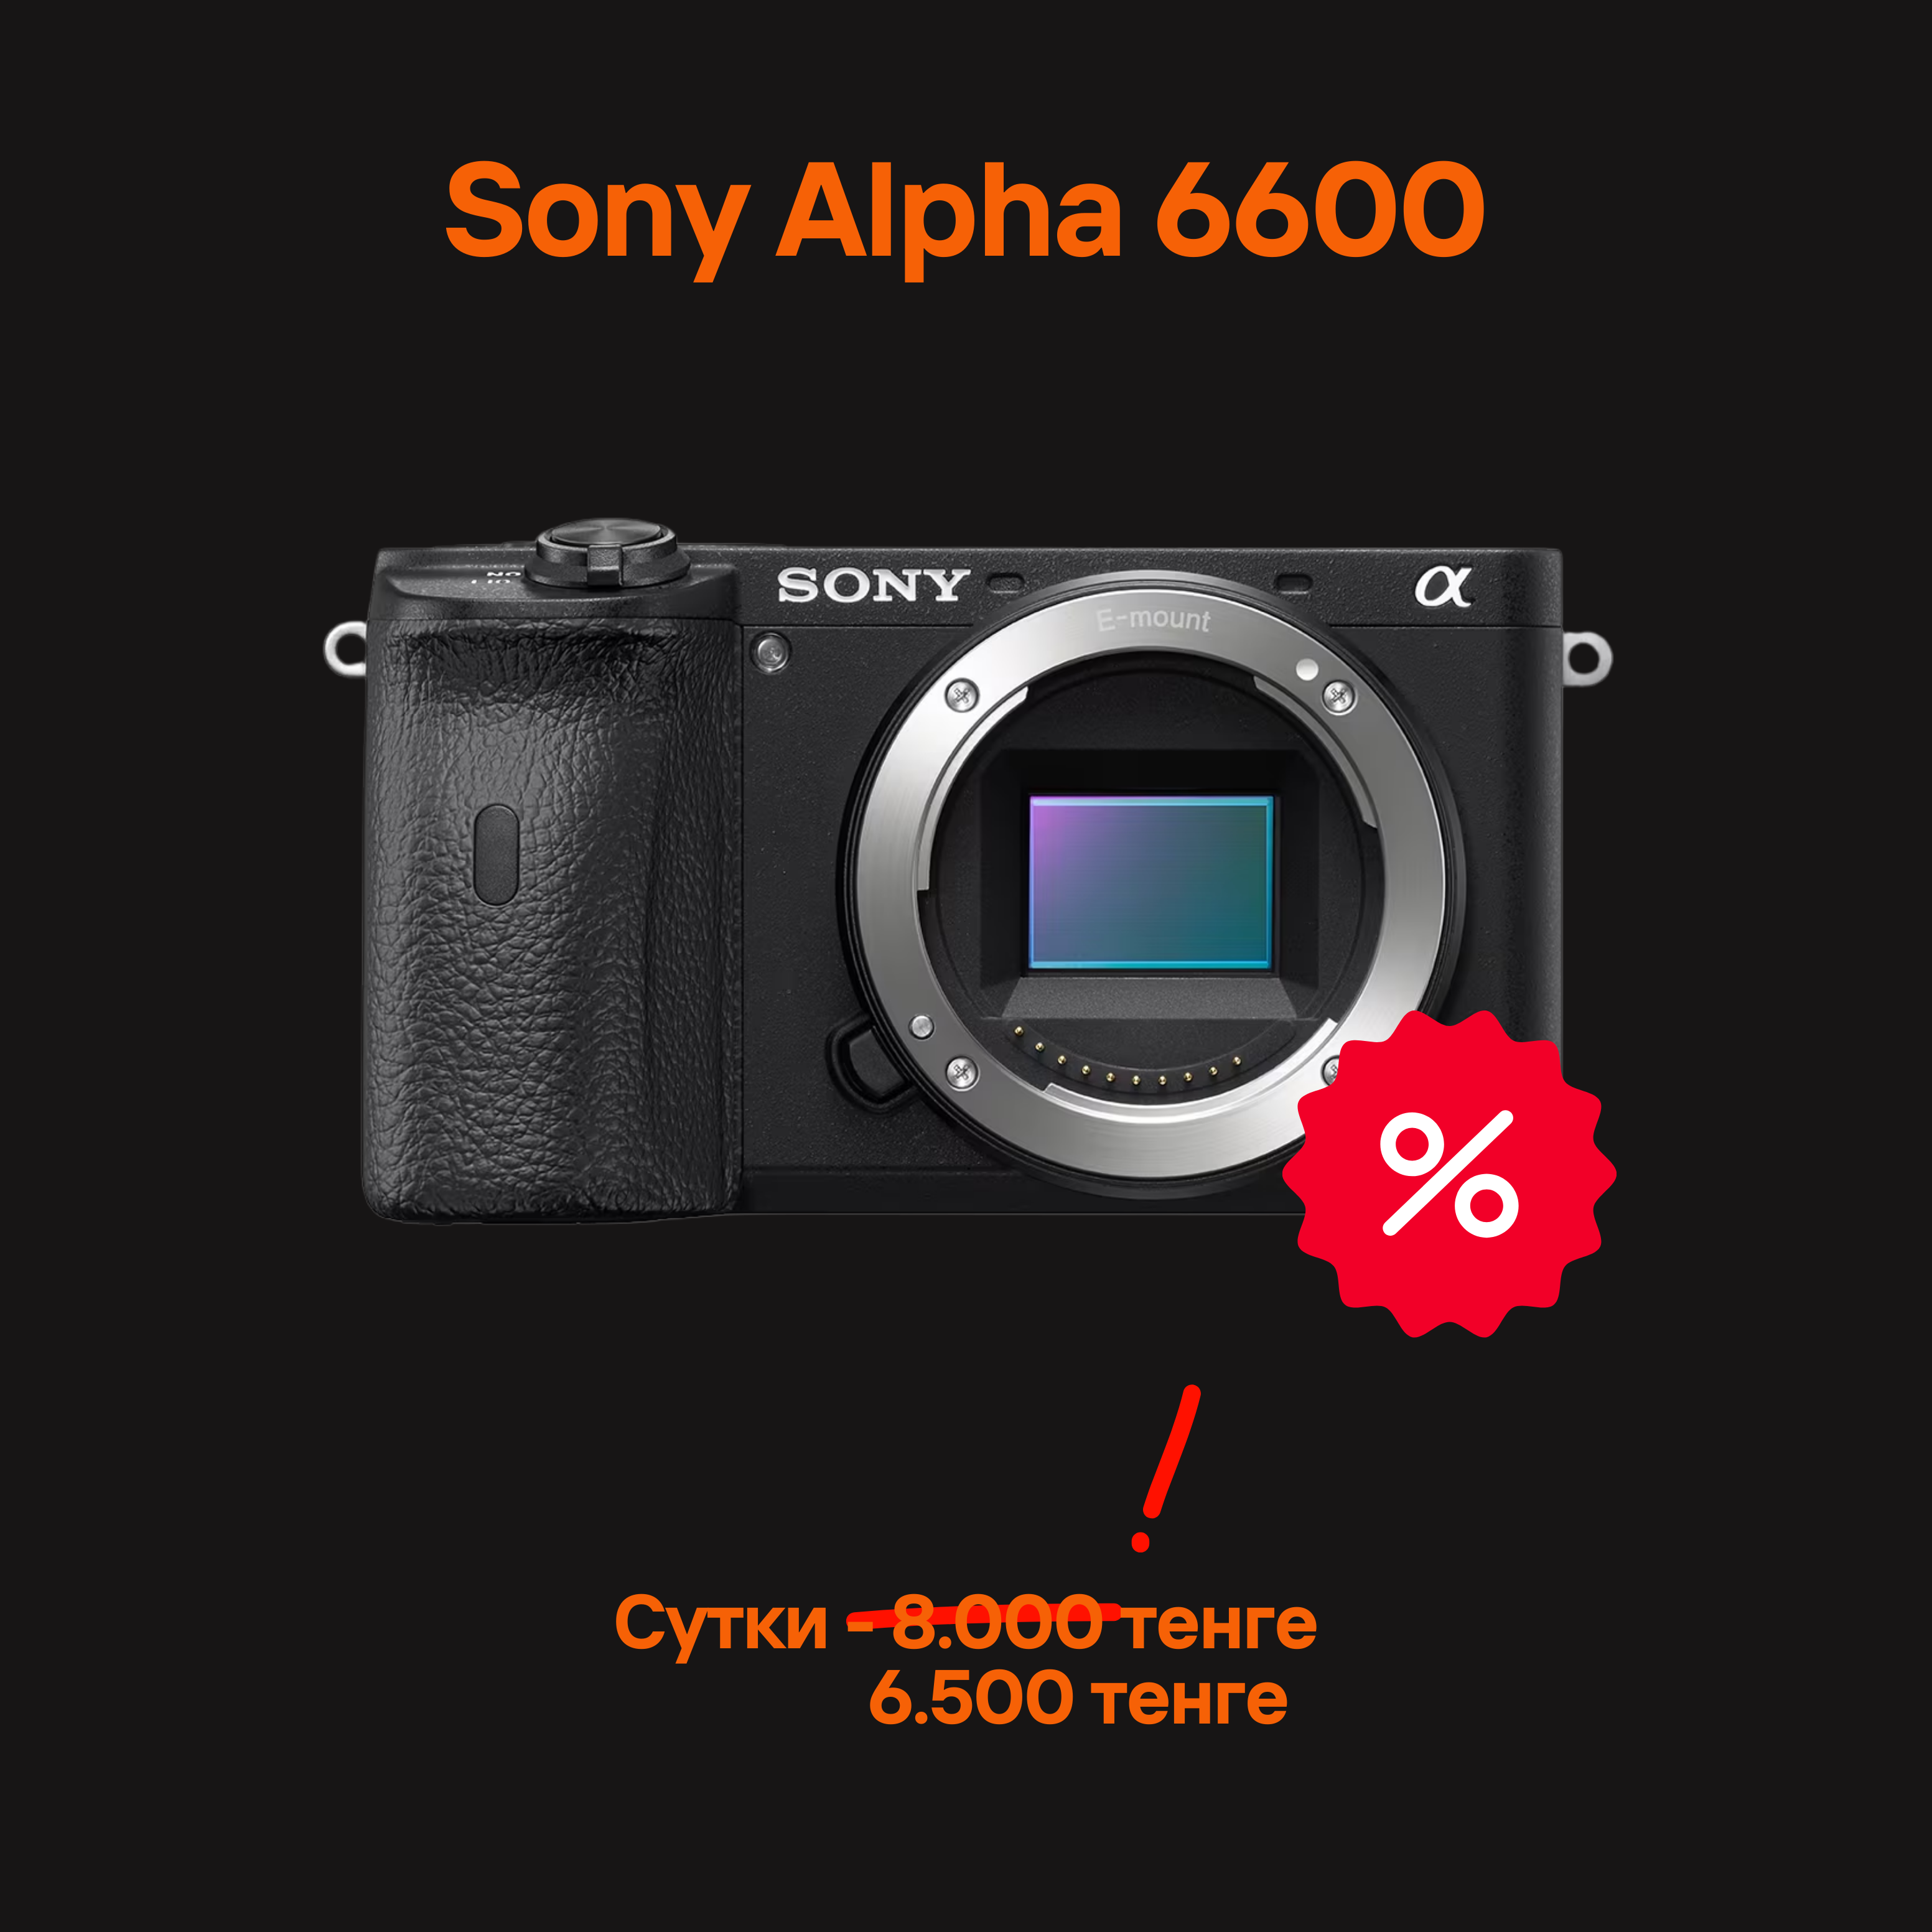 Sony Alpha 6600
SONY
α
E-mount
%
!
Сутки - 8.000 тенге
6.500 тенге